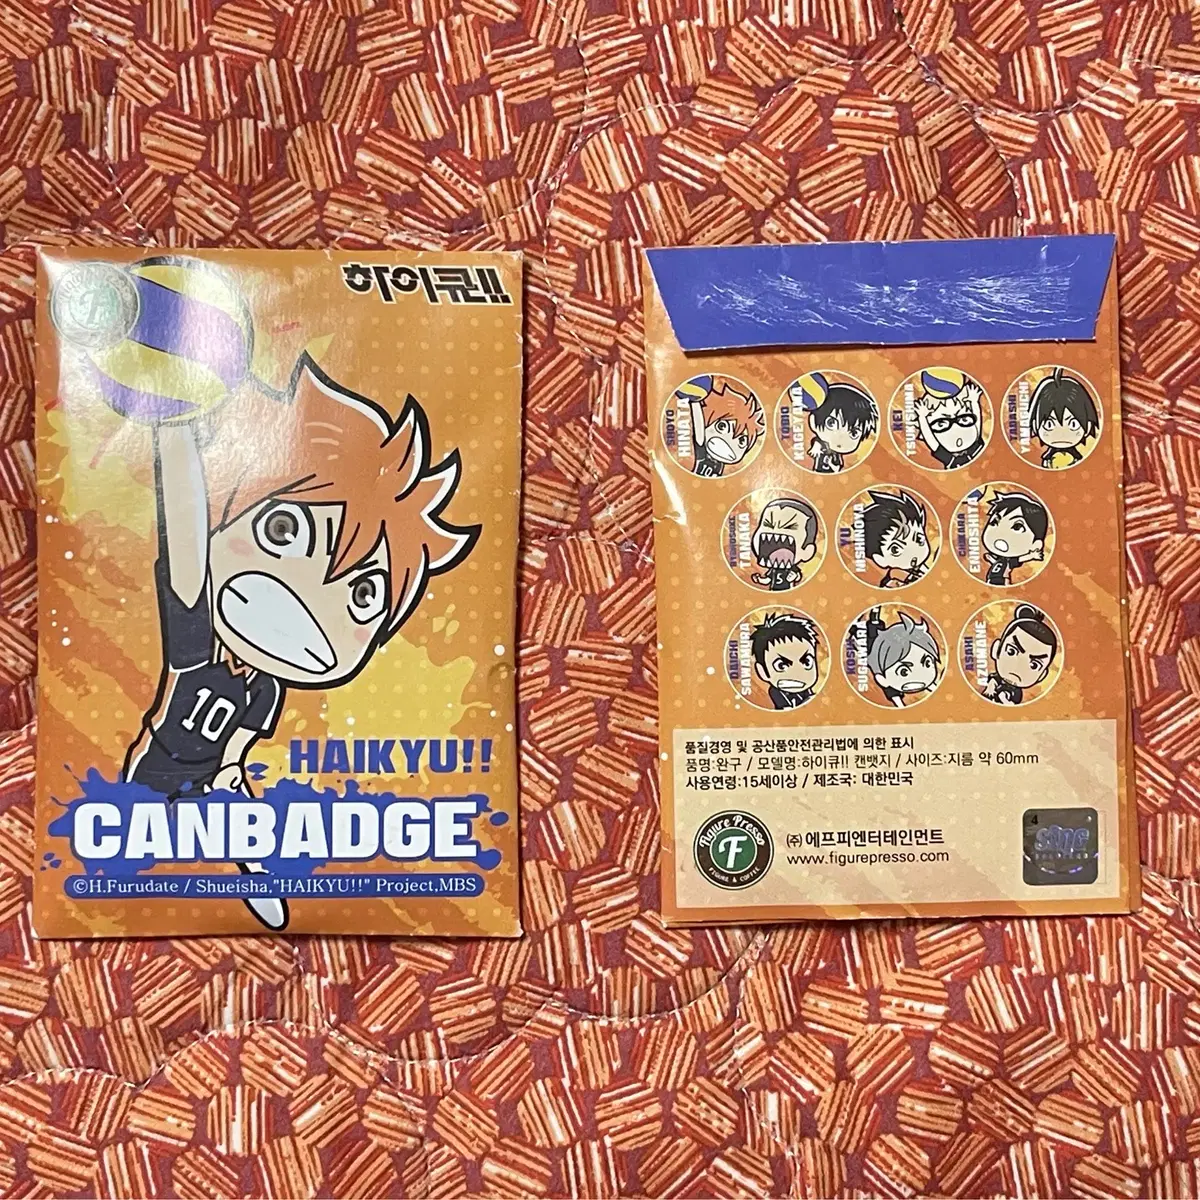 하이큐!!
10
HAIKYU!!
CANBADGE
©H.Furudate / Shueisha,"HAIKYU!!" Project,MBS
SHOYO HINATA
TOBIO KAGEYAMA
KEI TSUKISHIMA
TADASHI YAMAGUCHI
RYUNOSUKE TANAKA
YU NISHINOYA
CHIKARA ENNOSHITA
DAICHI SAWAMURA
SUGAWARA
ASAHI AZUMANE
품질경영 및 공산품안전관리법에 의한 표시
품명:완구 / 모델명:하이큐!! 캔뱃지 / 사이즈:지름 약 60mm
사용연령:15세이상 / 제조국: 대한민국
Figure Presso
F
FIGURE & COFFEE
㈜에프피엔터테인먼트
www.figurepresso.com
4